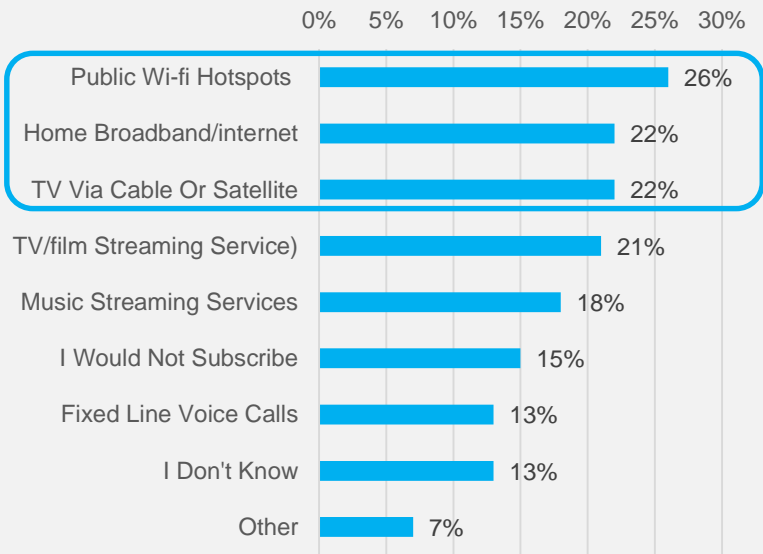 0% 5% 10% 15% 20% 25% 30%
Public Wi-fi Hotspots 26%
Home Broadband/internet 22%
TV Via Cable Or Satellite 22%
TV/film Streaming Service) 21%
Music Streaming Services 18%
I Would Not Subscribe 15%
Fixed Line Voice Calls 13%
I Don't Know 13%
Other 7%